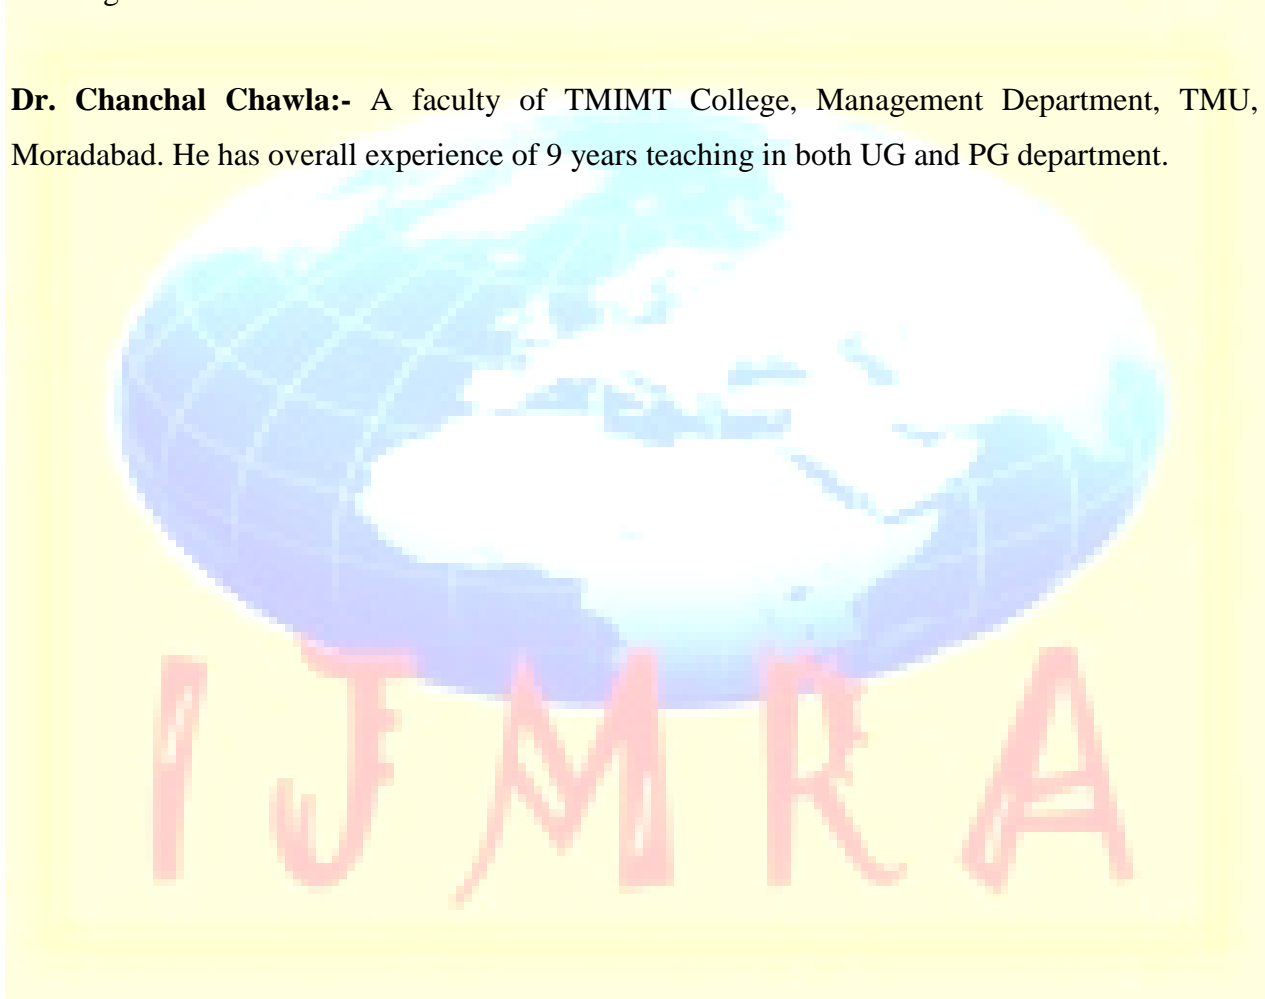 Dr. Chanchal Chawla:- A faculty of TMIMT College, Management Department, TMU,
Moradabad. He has overall experience of 9 years teaching in both UG and PG department.
IJMRA